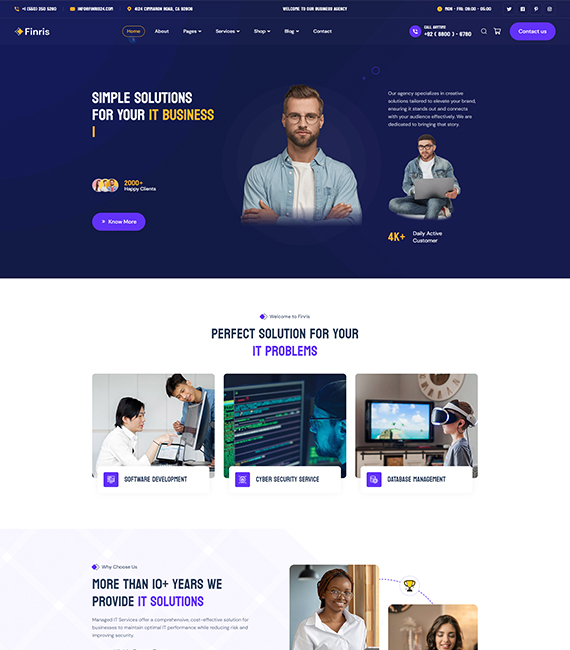 +1 (555) 250 5260
INFO@FINRIS24.COM
4124 CIMMARON ROAD, CA 92838
WELCOME TO OUR BUSINESS AGENCY
MON - FRI: 09:00 - 05:00
Finris
Home
About
Pages
Services
Shop
Blog
Contact
CALL ANYTIME
+92 ( 8800 ) - 6780
Contact us
SIMPLE SOLUTIONS
FOR YOUR IT BUSINESS
2000+
Happy Clients
Know More
Our agency specializes in creative
solutions tailored to elevate your brand,
ensuring it stands out and connects
with your audience effectively. We are
dedicated to bringing that story.
4K+
Daily Active
Customer
Welcome to Finris
PERFECT SOLUTION FOR YOUR
IT PROBLEMS
SOFTWARE DEVELOPMENT
CYBER SECURITY SERVICE
DATABASE MANAGEMENT
Why Choose Us
MORE THAN 10+ YEARS WE
PROVIDE IT SOLUTIONS
Managed IT Services offer a comprehensive, cost-effective solution for
businesses to maintain optimal IT performance while reducing risk and
improving security.